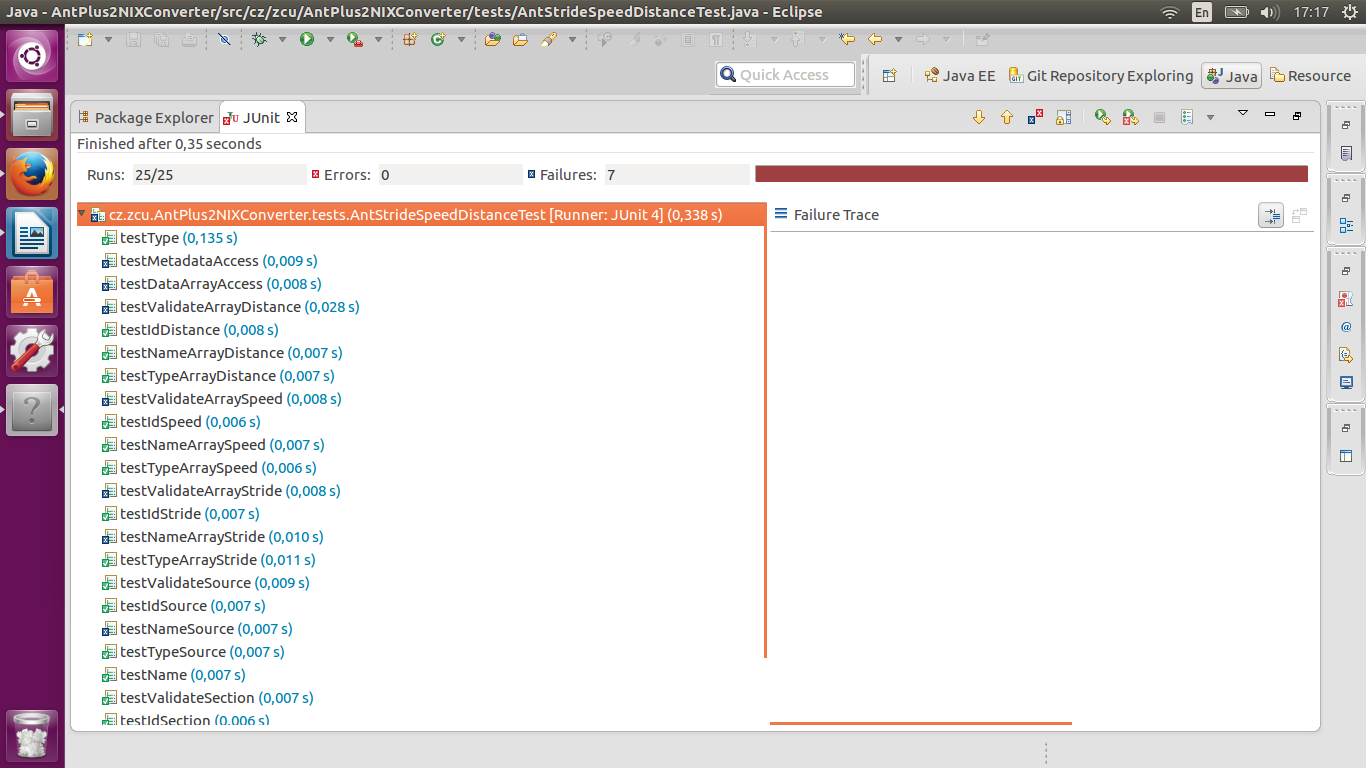 Java - AntPlus2NIXConverter/src/cz/zcu/AntPlus2NIXConverter/tests/AntStrideSpeedDistanceTest.java - Eclipse
En
17:17
Quick Access
Java EE
Git Repository Exploring
Java
Resource
Package Explorer
JUnit
Finished after 0,35 seconds
Runs: 25/25
Errors: 0
Failures: 7
cz.zcu.AntPlus2NIXConverter.tests.AntStrideSpeedDistanceTest [Runner: JUnit 4] (0,338 s)
Failure Trace
testType (0,135 s)
testMetadataAccess (0,009 s)
testDataArrayAccess (0,008 s)
testValidateArrayDistance (0,028 s)
testIdDistance (0,008 s)
testNameArrayDistance (0,007 s)
testTypeArrayDistance (0,007 s)
testValidateArraySpeed (0,008 s)
testIdSpeed (0,006 s)
testNameArraySpeed (0,007 s)
testTypeArraySpeed (0,006 s)
testValidateArrayStride (0,008 s)
testIdStride (0,007 s)
testNameArrayStride (0,010 s)
testTypeArrayStride (0,011 s)
testValidateSource (0,009 s)
testIdSource (0,007 s)
testNameSource (0,007 s)
testTypeSource (0,007 s)
testName (0,007 s)
testValidateSection (0,007 s)
testIdSection (0,006 s)